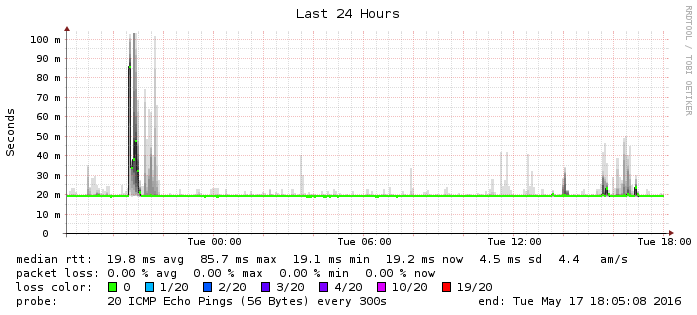 Last 24 Hours
RRDTOOL / TOBI OETIKER
Seconds
100 m
90 m
80 m
70 m
60 m
50 m
40 m
30 m
20 m
10 m
0
Tue 00:00 Tue 06:00 Tue 12:00 Tue 18:00
median rtt: 19.8 ms avg 85.7 ms max 19.1 ms min 19.2 ms now 4.5 ms sd 4.4 am/s
packet loss: 0.00 % avg 0.00 % max 0.00 % min 0.00 % now
loss color: 0 1/20 2/20 3/20 4/20 10/20 19/20
probe: 20 ICMP Echo Pings (56 Bytes) every 300s end: Tue May 17 18:05:08 2016